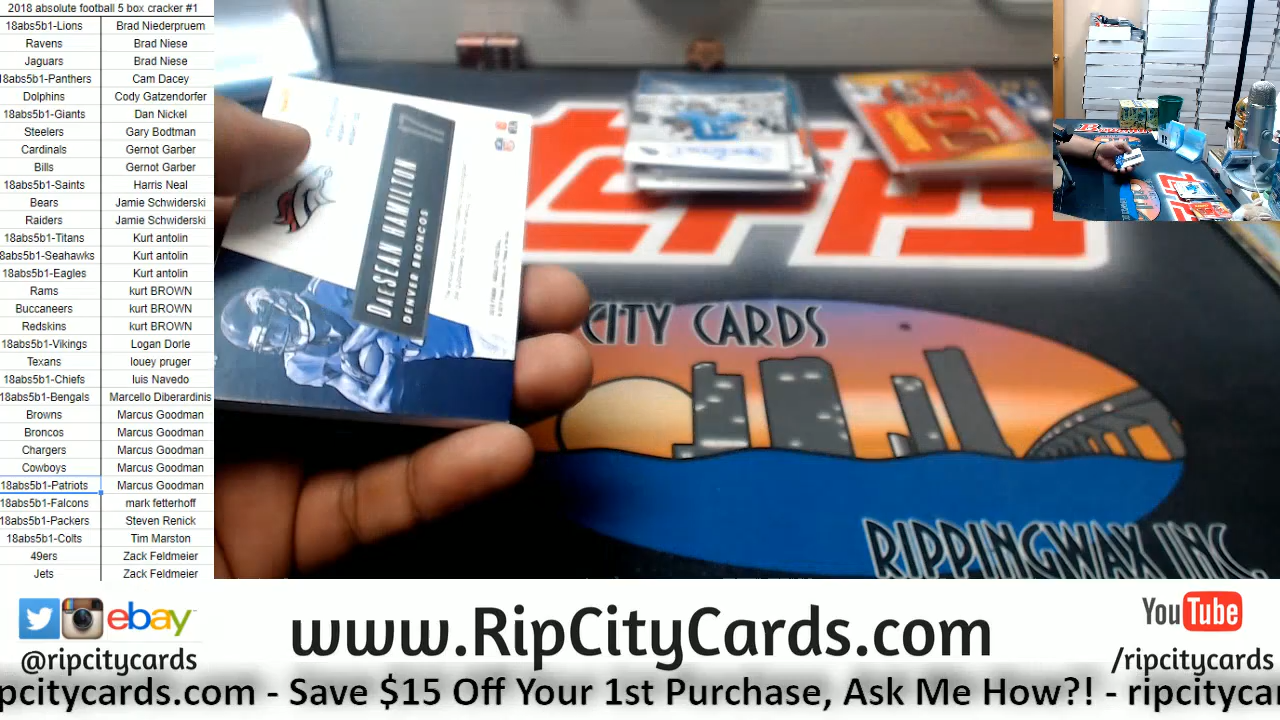 2018 absolute football 5 box cracker #1
18abs5b1-Lions Brad Niederpruem
Ravens Brad Niese
Jaguars Brad Niese
18abs5b1-Panthers Cam Dacey
Dolphins Cody Gatzendorfer
18abs5b1-Giants Dan Nickel
Steelers Gary Bodtman
Cardinals Gernot Garber
Bills Gernot Garber
18abs5b1-Saints Harris Neal
Bears Jamie Schwiderski
Raiders Jamie Schwiderski
18abs5b1-Titans Kurt antolin
8abs5b1-Seahawks Kurt antolin
18abs5b1-Eagles Kurt antolin
Rams kurt BROWN
Buccaneers kurt BROWN
Redskins kurt BROWN
18abs5b1-Vikings Logan Dorle
Texans louey pruger
18abs5b1-Chiefs luis Navedo
18abs5b1-Bengals Marcello Diberardinis
Browns Marcus Goodman
Broncos Marcus Goodman
Chargers Marcus Goodman
Cowboys Marcus Goodman
18abs5b1-Patriots Marcus Goodman
18abs5b1-Falcons mark fetterhoff
18abs5b1-Packers Steven Renick
18abs5b1-Colts Tim Marston
49ers Zack Feldmeier
Jets Zack Feldmeier
17
DAESEAN HAMILTON
DENVER BRONCOS
CITY CARDS
RIPPINGWAX INC.
ebay
@ripcitycards
www.RipCityCards.com
YouTube
/ripcitycards
pcitycards.com - Save $15 Off Your 1st Purchase, Ask Me How?! - ripcitycar